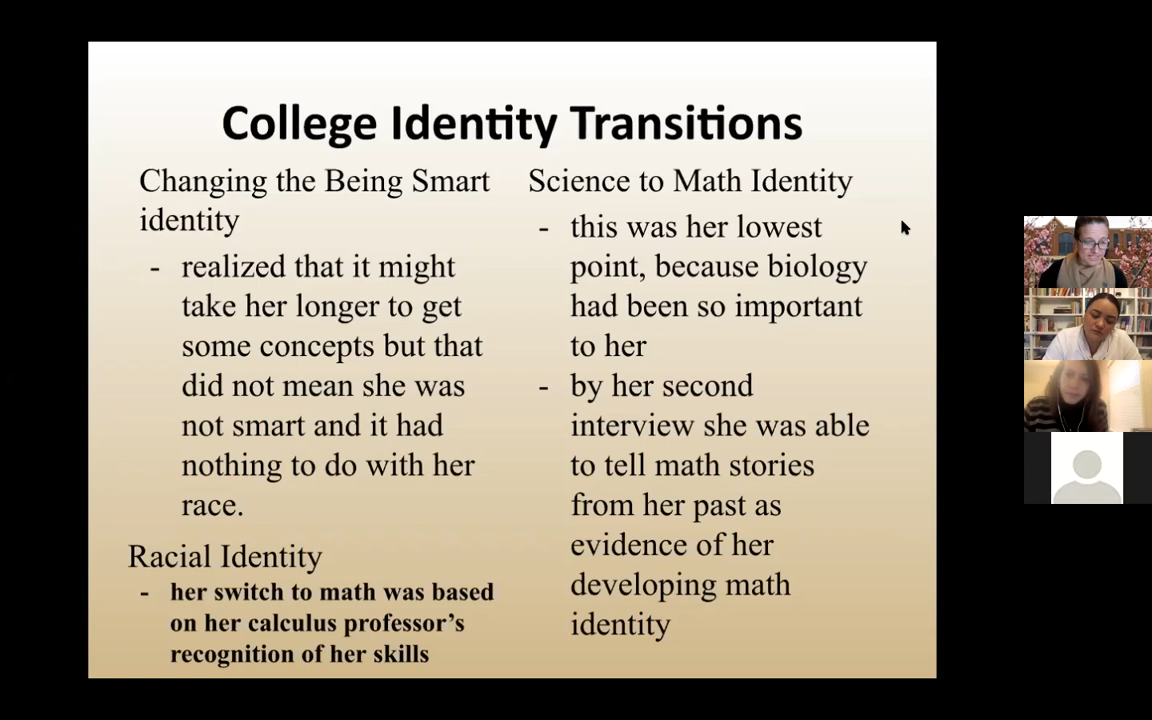 College Identity Transitions
Changing the Being Smart
identity
- realized that it might
take her longer to get
some concepts but that
did not mean she was
not smart and it had
nothing to do with her
race.
Racial Identity
- her switch to math was based
on her calculus professor’s
recognition of her skills
Science to Math Identity
- this was her lowest
point, because biology
had been so important
to her
- by her second
interview she was able
to tell math stories
from her past as
evidence of her
developing math
identity